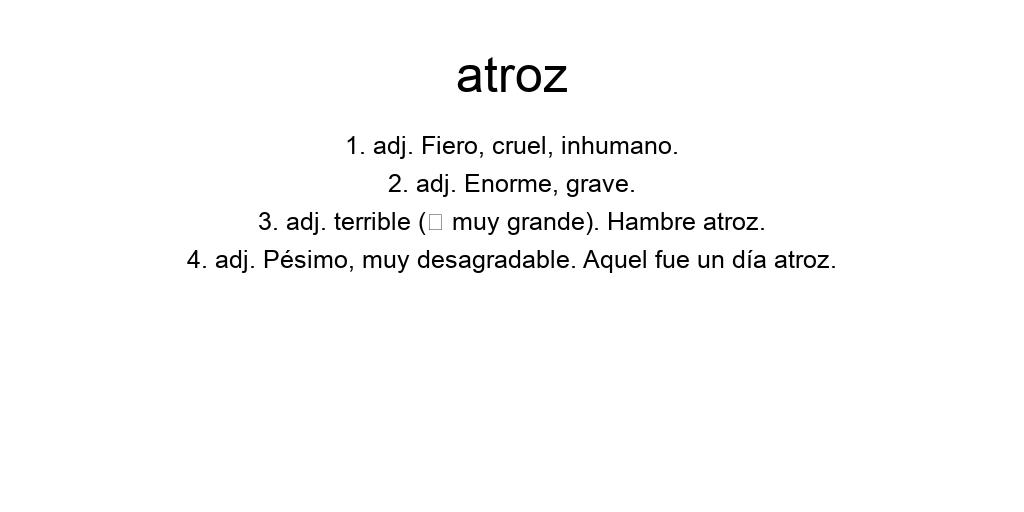 atroz
1. adj. Fiero, cruel, inhumano.
2. adj. Enorme, grave.
3. adj. terrible (▯ muy grande). Hambre atroz.
4. adj. Pésimo, muy desagradable. Aquel fue un día atroz.